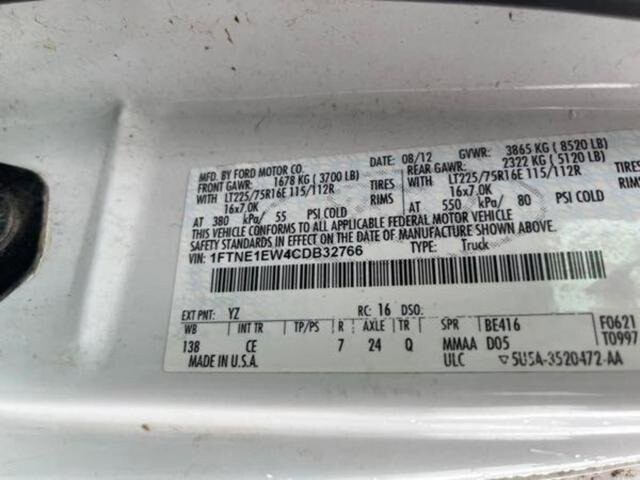 MFD. BY FORD MOTOR CO. DATE: 08/12 GVWR: 3865 KG ( 8520 LB)
FRONT GAWR: 1678 KG ( 3700 LB) REAR GAWR: 2322 KG ( 5120 LB)
WITH LT225/75R16E 115/112R TIRES WITH LT225/75R16E 115/112R TIRES
16x7.0K RIMS 16x7.0K RIMS
AT 380 kPa/ 55 PSI COLD AT 550 kPa/ 80 PSI COLD
THIS VEHICLE CONFORMS TO ALL APPLICABLE FEDERAL MOTOR VEHICLE
SAFETY AND THEFT PREVENTION STANDARDS IN EFFECT ON THE DATE OF MANUFACTURE SHOWN ABOVE.
VIN: 1FTNE1EW4CDB32766 TYPE: Truck
EXT PNT: YZ RC: 16 DSO:
WB INT TR TP/PS R AXLE TR SPR BE416 F0621
138 CE 7 24 Q MMAA D05 T0997
MADE IN U.S.A. ULC ▽5U5A-3520472-AA